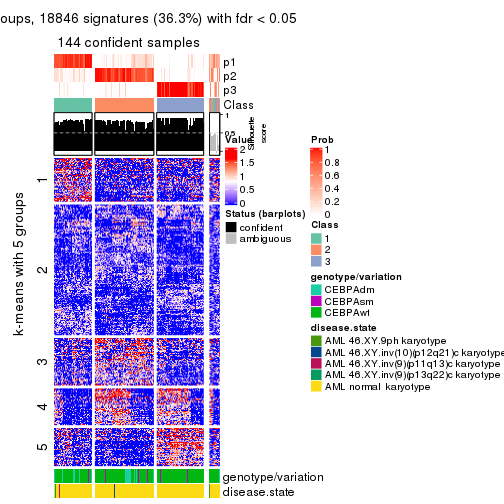 oups, 18846 signatures (36.3%) with fdr < 0.05
144 confident samples
p1
p2
p3
Class
1
0.5
0
Silhouette
score
k-means with 5 groups
1
2
3
4
5
genotype/variation
disease.state
Value
2
1.5
1
0.5
0
Status (barplots)
confident
ambiguous
Prob
1
0.8
0.6
0.4
0.2
0
Class
1
2
3
genotype/variation
CEBPAdm
CEBPAsm
CEBPAwt
disease.state
AML 46.XY.9ph karyotype
AML 46.XY.inv(10)(p12q21)c karyotype
AML 46.XY.inv(9)(p11q13)c karyotype
AML 46.XY.inv(9)(p13q22)c karyotype
AML normal karyotype